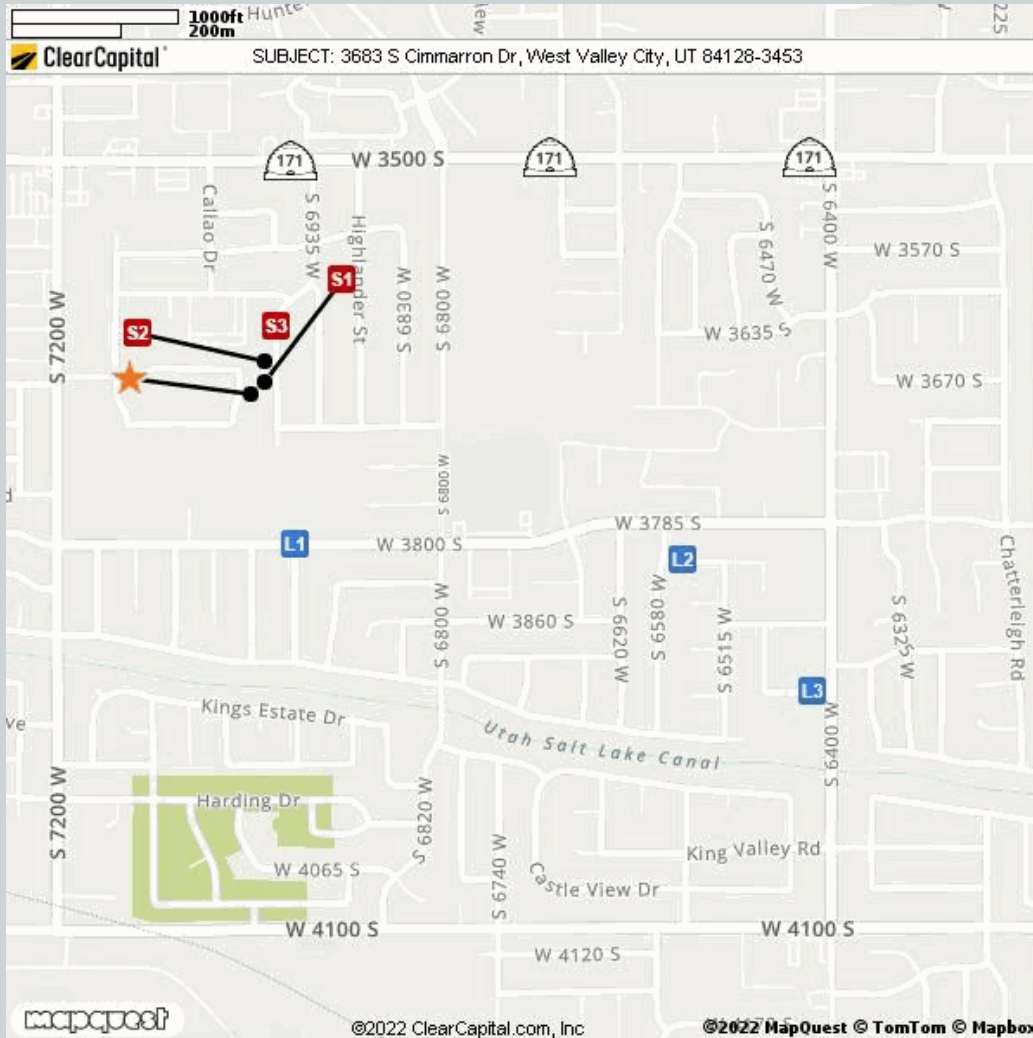 1000ft
200m
Hunte
225
ClearCapital
SUBJECT: 3683 S Cimmarron Dr, West Valley City, UT 84128-3453
171
W 3500 S
171
171
Callao Dr
S 6935 W
Highlander St
S 6400 W
S 6470 W
W 3570 S
S1
S 6890 W
S 6800 W
S 7200 W
S2
S3
W 3635 S
W 3670 S
S 6800 W
W 3785 S
L1
W 3800 S
L2
Chatterleigh Rd
S 6800 W
W 3860 S
S 6620 W
S 6580 W
S 6515 W
S 6325 W
L3
Kings Estate Dr
Utah Salt Lake Canal
S 6400 W
ve
S 7200 W
Harding Dr
S 6820 W
W 4065 S
S 6740 W
Castle View Dr
King Valley Rd
W 4100 S
W 4100 S
W 4120 S
mapquest
©2022 ClearCapital.com, Inc
©2022 MapQuest © TomTom © Mapbox